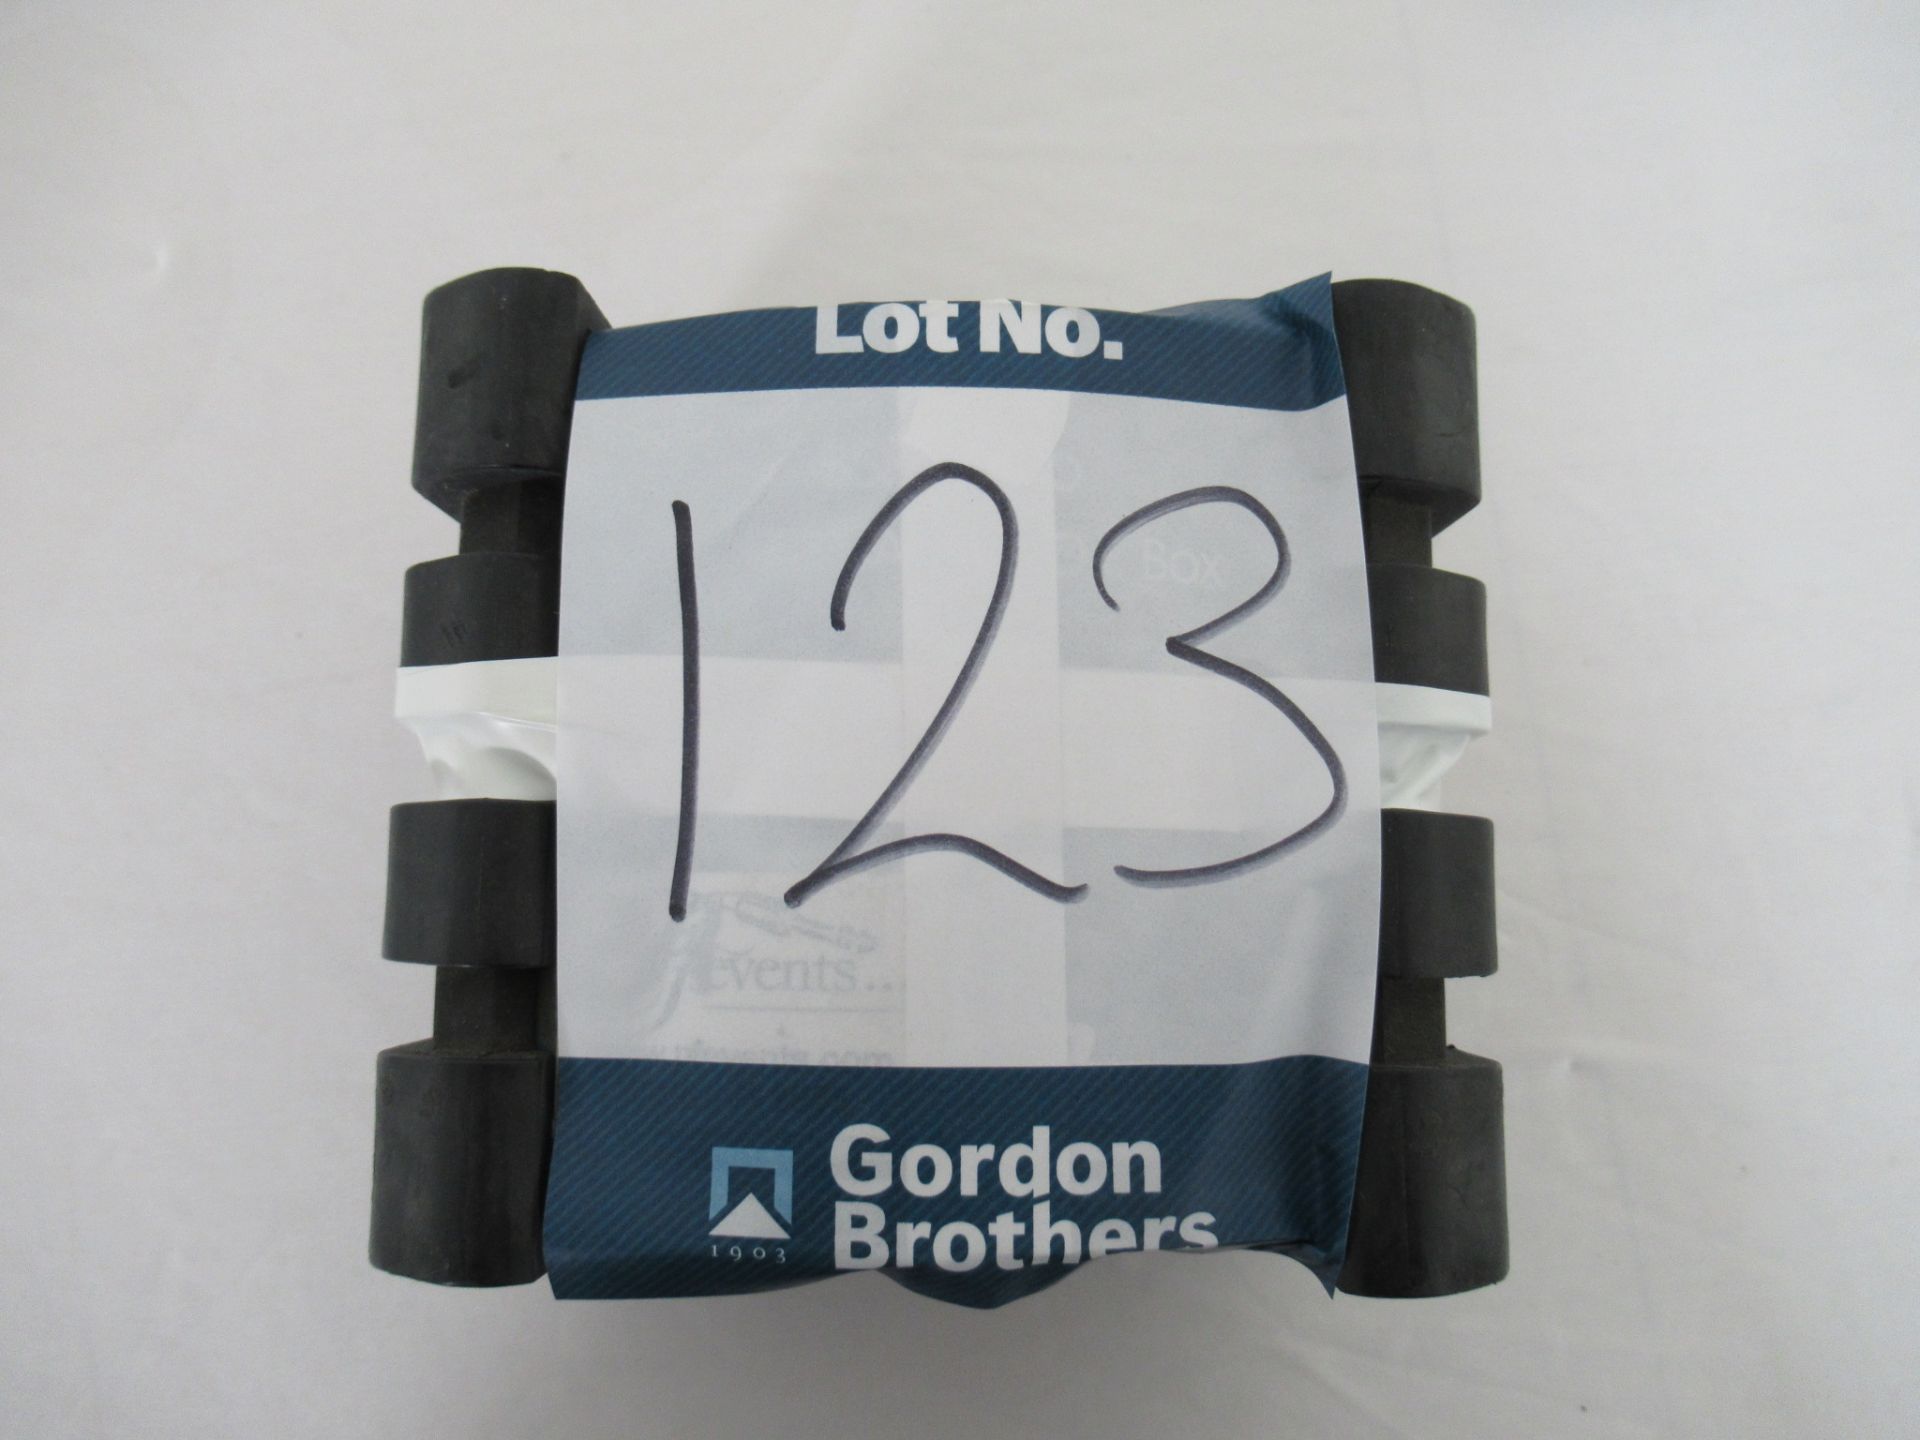 Lot No.
123
Box
events...
Gordon
Brothers
1903